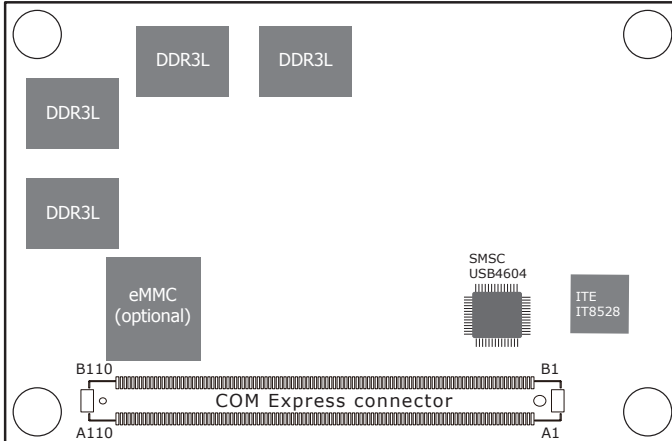 DDR3L
DDR3L
DDR3L
DDR3L
SMSC
USB4604
eMMC
(optional)
ITE
IT8528
B110
B1
COM Express connector
A110
A1